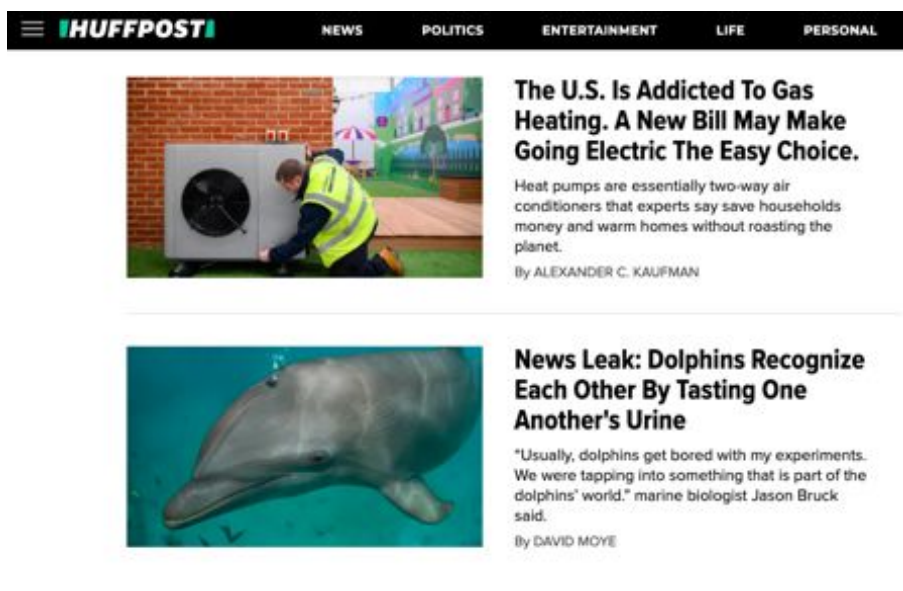 HUFFPOST
NEWS POLITICS ENTERTAINMENT LIFE PERSONAL
The U.S. Is Addicted To Gas
Heating. A New Bill May Make
Going Electric The Easy Choice.
Heat pumps are essentially two-way air
conditioners that experts say save households
money and warm homes without roasting the
planet.
By ALEXANDER C. KAUFMAN
News Leak: Dolphins Recognize
Each Other By Tasting One
Another's Urine
"Usually, dolphins get bored with my experiments.
We were tapping into something that is part of the
dolphins' world." marine biologist Jason Bruck
said.
By DAVID MOYE